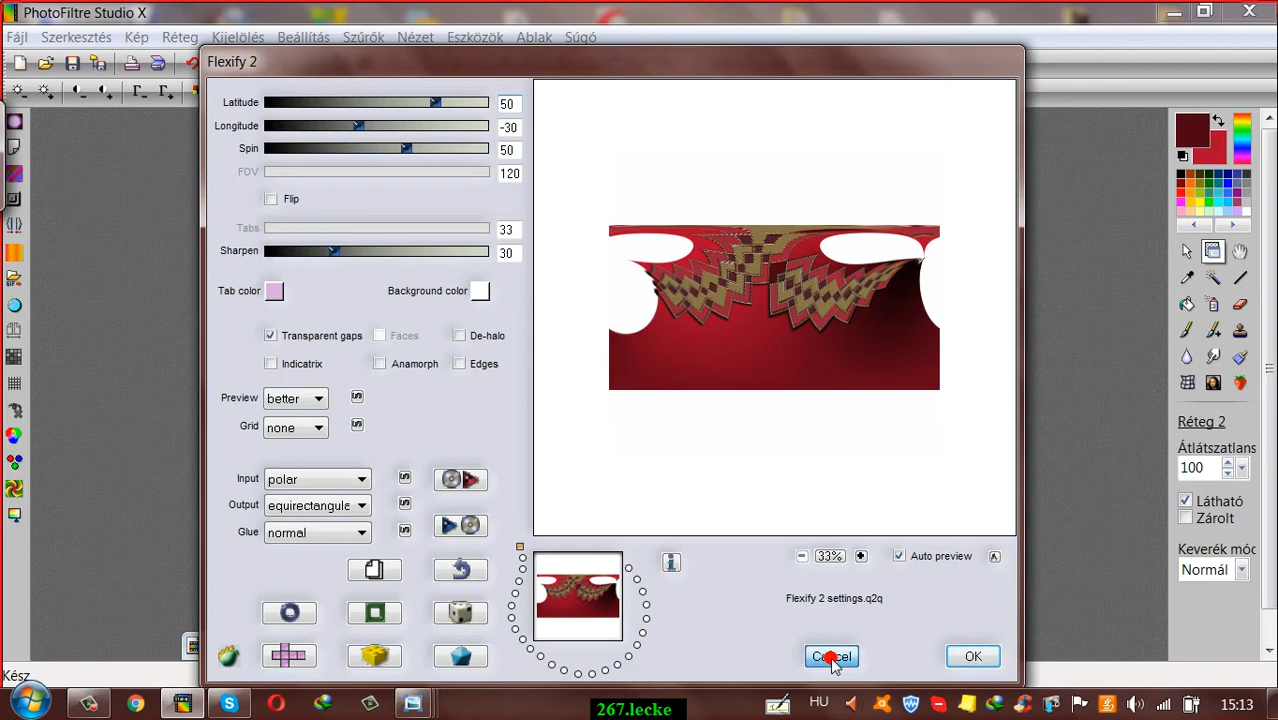 PhotoFiltre Studio X
Fájl Szerkesztés Kép Réteg Kijelölés Beállítás Szűrők Nézet Eszközök Ablak Súgó
Flexify 2
Latitude 50
Longitude -30
Spin 50
FOV 120
Flip
Tabs 33
Sharpen 30
Tab color Background color
Transparent gaps Faces De-halo
Indicatrix Anamorph Edges
Preview better
Grid none
Input polar
Output equirectangula
Glue normal
33% Auto preview
Flexify 2 settings.q2q
Cancel OK
Réteg 2
Átlátszatlans
100
Látható
Zárolt
Keverék mód
Normál
Kész
267.lecke
HU 15:13